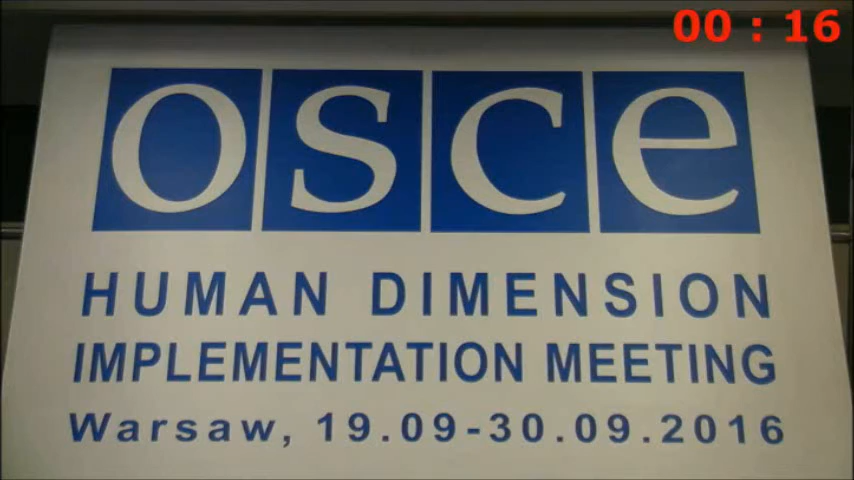 00 : 16
osce
HUMAN DIMENSION
IMPLEMENTATION MEETING
Warsaw, 19.09-30.09.2016